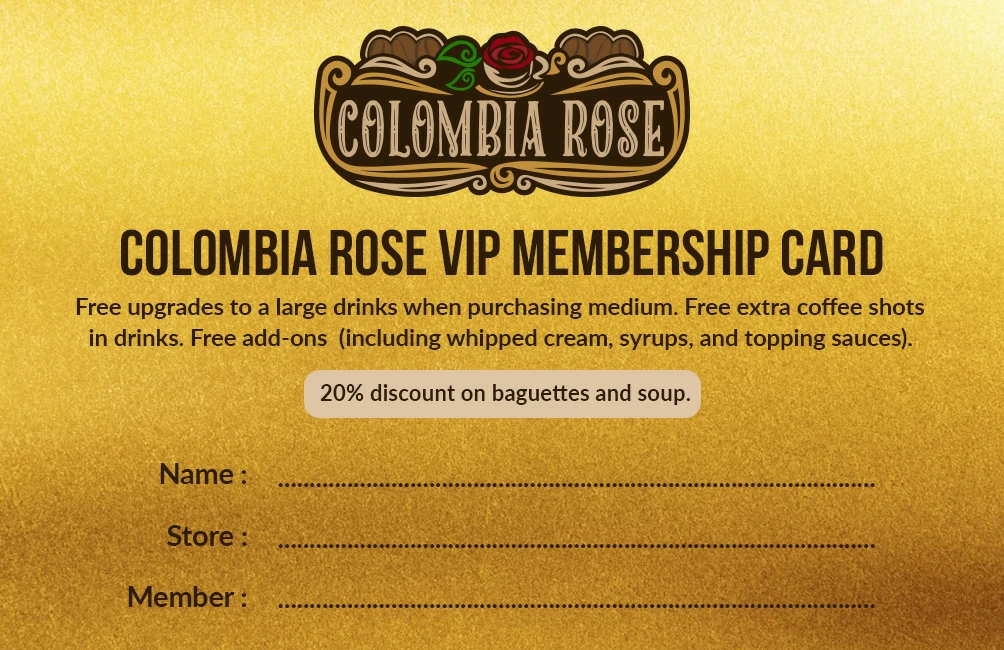 COLOMBIA ROSE
COLOMBIA ROSE VIP MEMBERSHIP CARD
Free upgrades to a large drinks when purchasing medium. Free extra coffee shots
in drinks. Free add-ons (including whipped cream, syrups, and topping sauces).
20% discount on baguettes and soup.
Name : ....................................................................................................
Store : ....................................................................................................
Member : ....................................................................................................